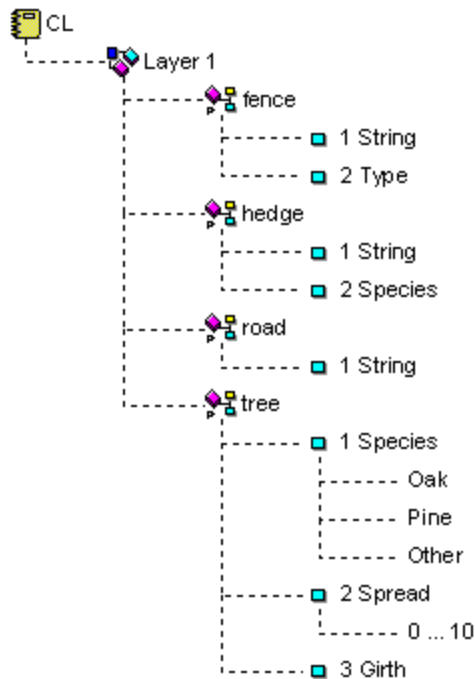 CL
Layer 1
P fence
1 String
2 Type
P hedge
1 String
2 Species
P road
1 String
P tree
1 Species
Oak
Pine
Other
2 Spread
0 ... 10
3 Girth